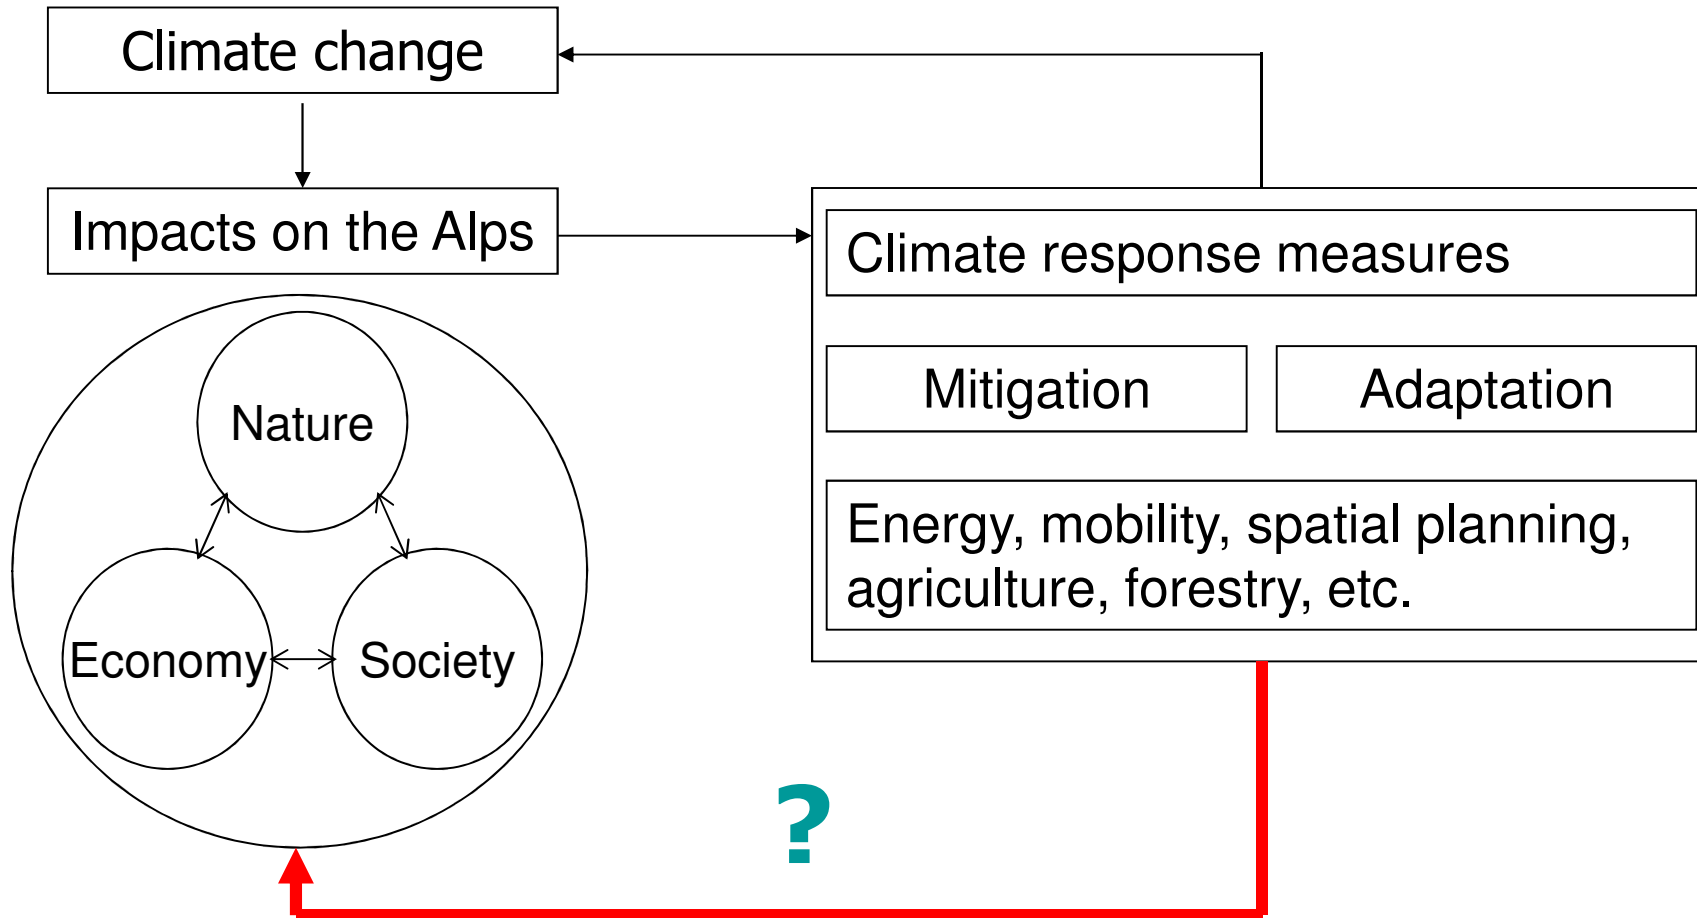 Climate change
Impacts on the Alps
Climate response measures
Mitigation
Adaptation
Energy, mobility, spatial planning,
agriculture, forestry, etc.
Nature
Economy
Society
?